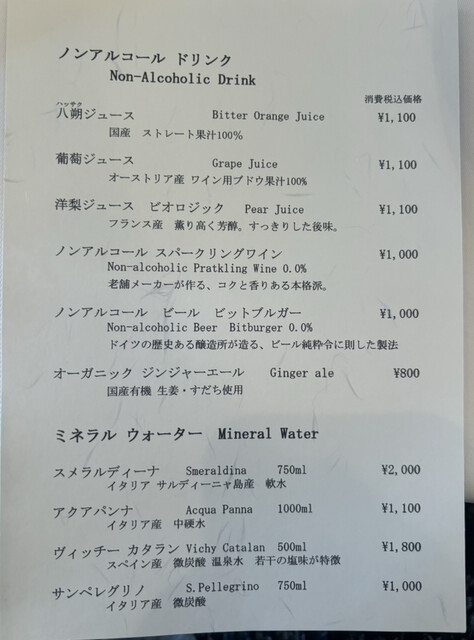 ノンアルコール ドリンク
Non-Alcoholic Drink
消費税込価格
ハッサク
八朔ジュース Bitter Orange Juice ¥1,100
国産 ストレート果汁100%
葡萄ジュース Grape Juice ¥1,100
オーストリア産 ワイン用ブドウ果汁100%
洋梨ジュース ビオロジック Pear Juice ¥1,100
フランス産 薫り高く芳醇。すっきりした後味。
ノンアルコール スパークリングワイン ¥1,000
Non-alcoholic Pratkling Wine 0.0%
老舗メーカーが作る、コクと香りある本格派。
ノンアルコール ビール ビットブルガー ¥1,000
Non-alcoholic Beer Bitburger 0.0%
ドイツの歴史ある醸造所が造る、ビール純粋令に則した製法
オーガニック ジンジャーエール Ginger ale ¥800
国産有機 生姜・すだち使用
ミネラル ウォーター Mineral Water
スメラルディーナ Smeraldina 750ml ¥2,000
イタリア サルディーニャ島産 軟水
アクアパンナ Acqua Panna 1000ml ¥1,100
イタリア産 中硬水
ヴィッチー カタラン Vichy Catalan 500ml ¥1,800
スペイン産 微炭酸 温泉水 若干の塩味が特徴
サンペレグリノ S.Pellegrino 750ml ¥1,000
イタリア産 微炭酸